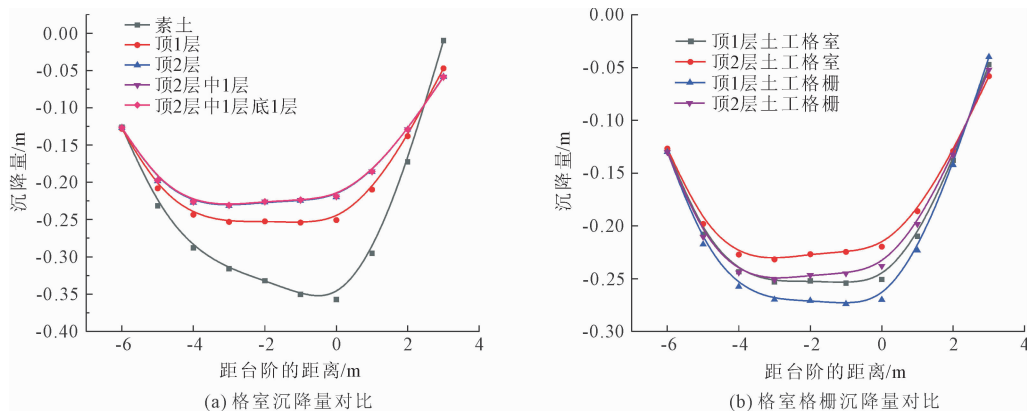 0.00
-0.05
-0.10
-0.15
-0.20
-0.25
-0.30
-0.35
-0.40
沉降量/m
素土
顶1层
顶2层
顶2层中1层
顶2层中1层底1层
-6 -4 -2 0 2 4
距台阶的距离/m
(a) 格室沉降量对比
0.00
-0.05
-0.10
-0.15
-0.20
-0.25
-0.30
沉降量/m
顶1层土工格室
顶2层土工格室
顶1层土工格栅
顶2层土工格栅
-6 -4 -2 0 2 4
距台阶的距离/m
(b) 格室格栅沉降量对比